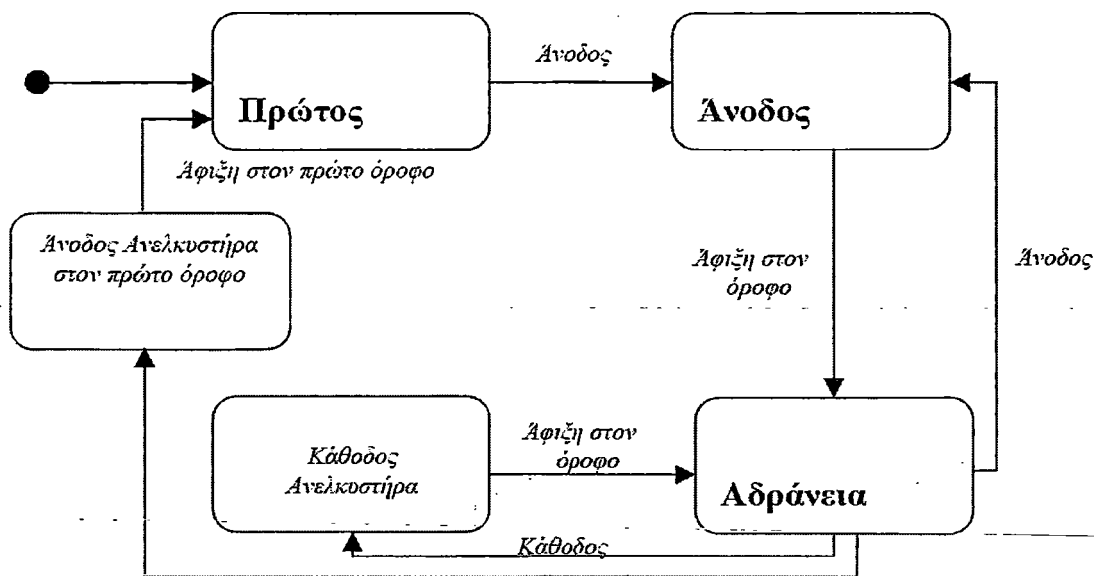 Άνοδος
Πρώτος
Άνοδος
Άφιξη στον πρώτο όροφο
Άνοδος Ανελκυστήρα
στον πρώτο όροφο
Άφιξη στον
όροφο
Άνοδος
Κάθοδος
Ανελκυστήρα
Άφιξη στον
όροφο
Αδράνεια
Κάθοδος